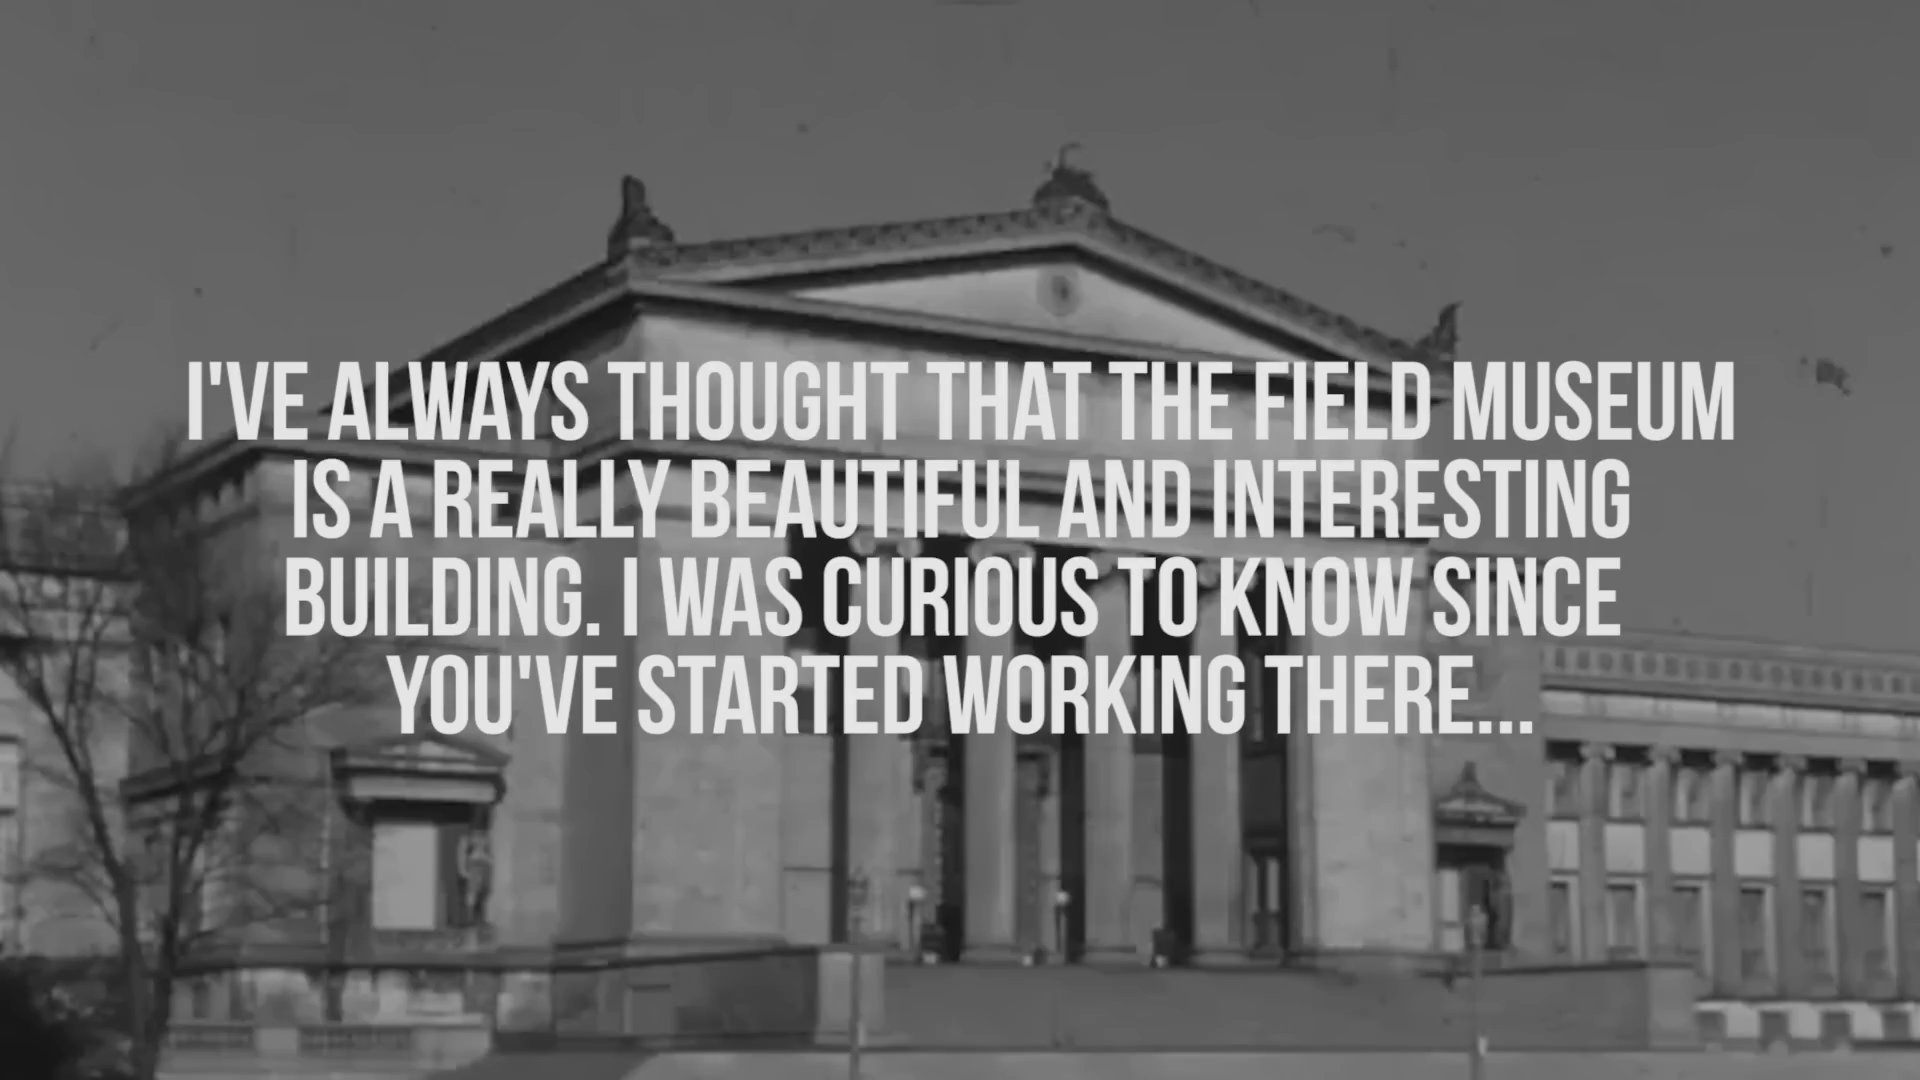 I'VE ALWAYS THOUGHT THAT THE FIELD MUSEUM
IS A REALLY BEAUTIFUL AND INTERESTING
BUILDING. I WAS CURIOUS TO KNOW SINCE
YOU'VE STARTED WORKING THERE...